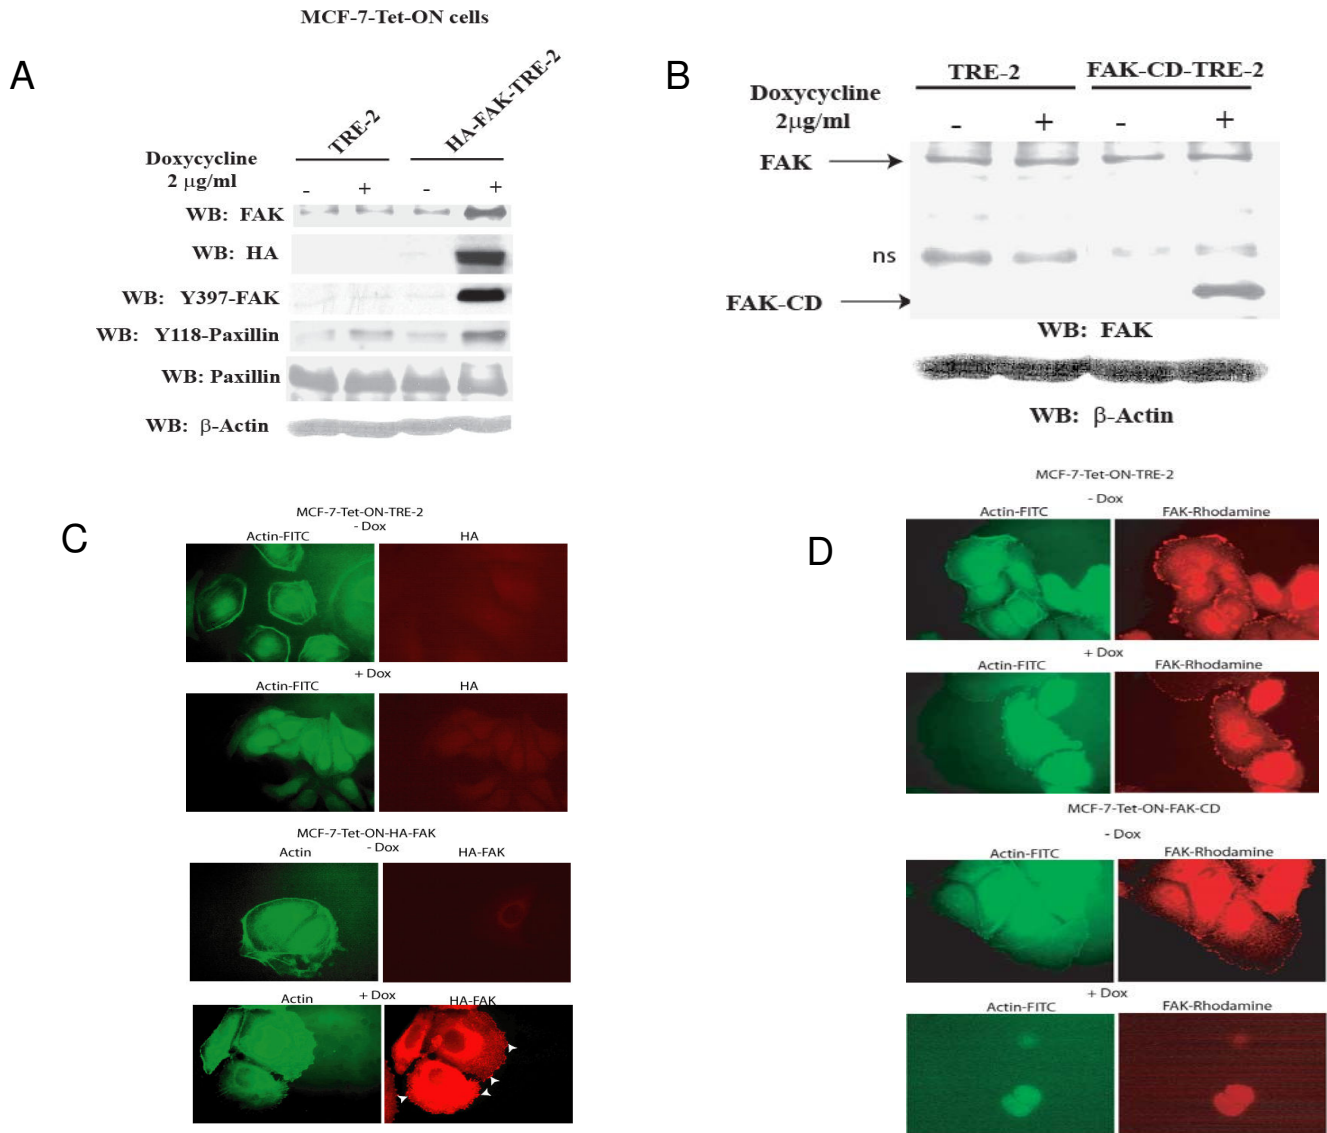 MCF-7-Tet-ON cells
A
TRE-2
HA-FAK-TRE-2
Doxycycline
2 μg/ml
- + - +
WB: FAK
WB: HA
WB: Y397-FAK
WB: Y118-Paxillin
WB: Paxillin
WB: β-Actin
B
TRE-2 FAK-CD-TRE-2
Doxycycline
2μg/ml
- + - +
FAK
ns
FAK-CD
WB: FAK
WB: β-Actin
C
MCF-7-Tet-ON-TRE-2
- Dox
Actin-FITC HA
+ Dox
Actin-FITC HA
MCF-7-Tet-ON-HA-FAK
- Dox
Actin HA-FAK
+ Dox
Actin HA-FAK
D
MCF-7-Tet-ON-TRE-2
- Dox
Actin-FITC FAK-Rhodamine
+ Dox
Actin-FITC FAK-Rhodamine
MCF-7-Tet-ON-FAK-CD
- Dox
Actin-FITC FAK-Rhodamine
+ Dox
Actin-FITC FAK-Rhodamine